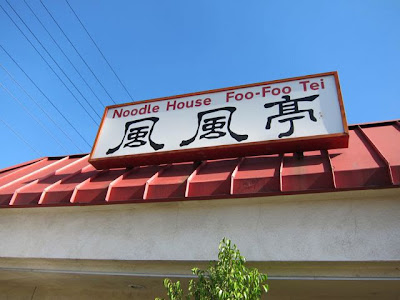 Noodle House Foo-Foo Tei
風風亭